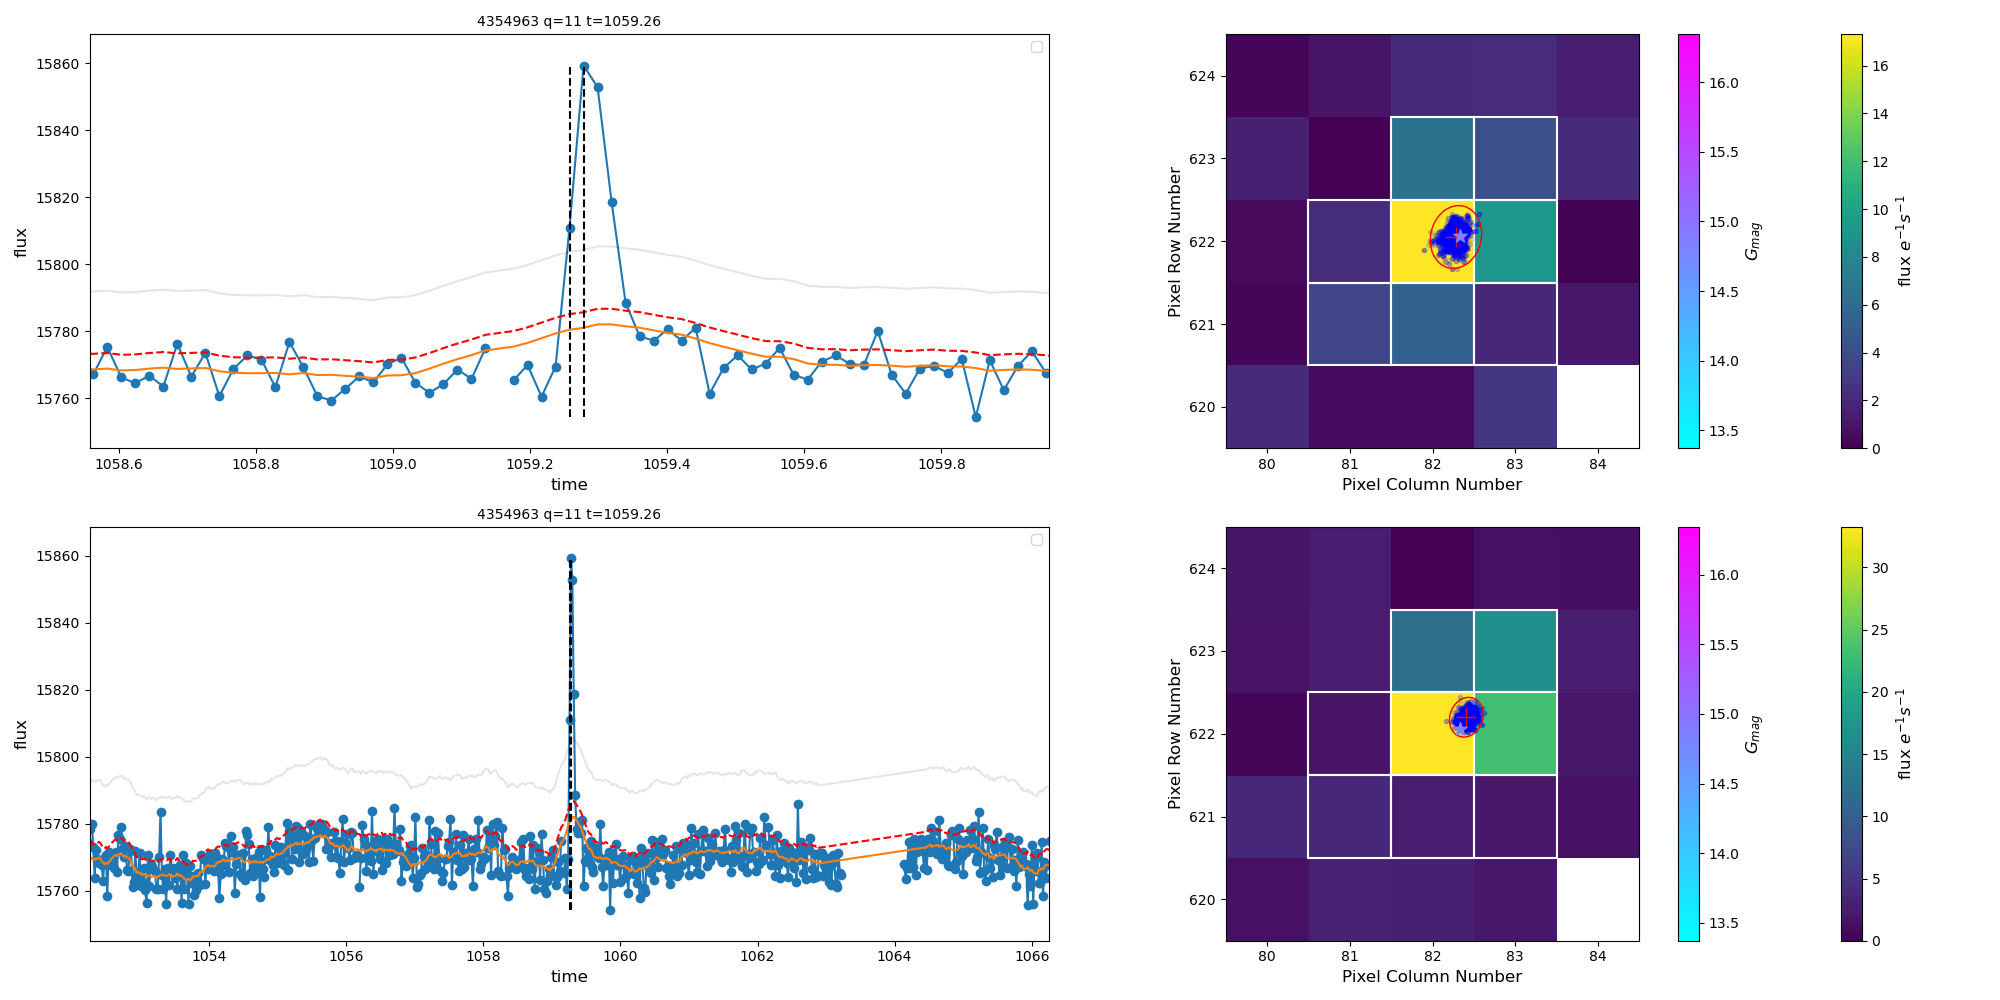 4354963 q=11 t=1059.26
15860
15840
15820
15800
15780
15760
flux
1058.6 1058.8 1059.0 1059.2 1059.4 1059.6 1059.8
time
624
623
622
621
620
Pixel Row Number
80 81 82 83 84
Pixel Column Number
16.0
15.5
15.0
14.5
14.0
13.5
G_mag
16
14
12
10
8
6
4
2
0
flux e⁻¹s⁻¹
4354963 q=11 t=1059.26
15860
15840
15820
15800
15780
15760
flux
1054 1056 1058 1060 1062 1064 1066
time
624
623
622
621
620
Pixel Row Number
80 81 82 83 84
Pixel Column Number
16.0
15.5
15.0
14.5
14.0
13.5
G_mag
30
25
20
15
10
5
0
flux e⁻¹s⁻¹